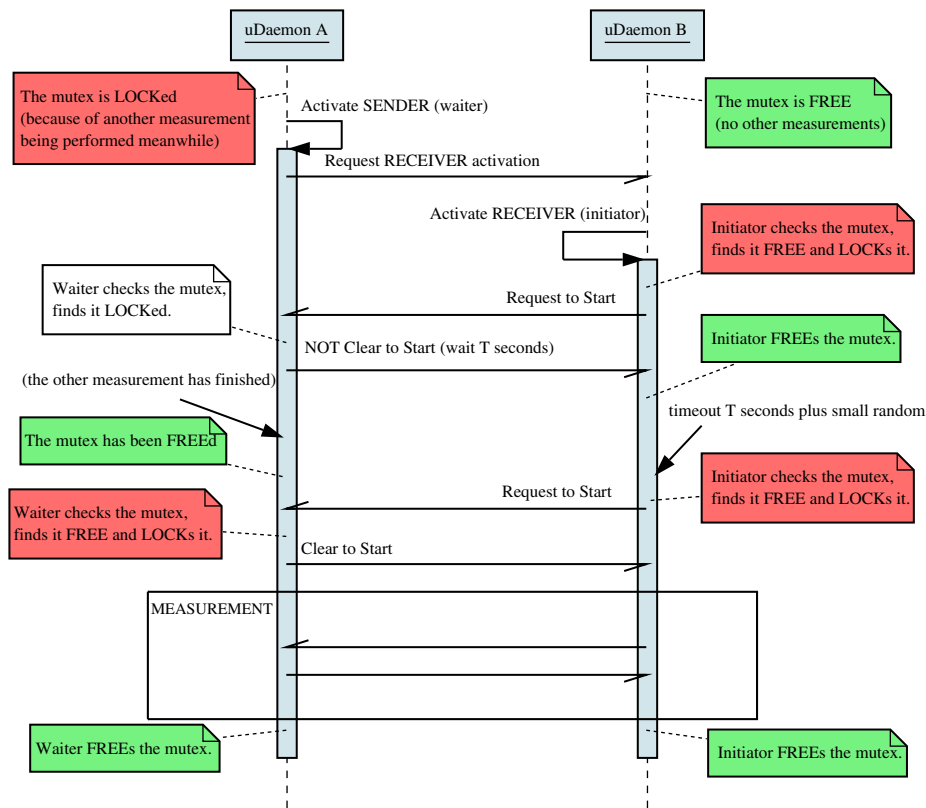 uDaemon A
uDaemon B
The mutex is LOCKed
(because of another measurement
being performed meanwhile)
Activate SENDER (waiter)
The mutex is FREE
(no other measurements)
Request RECEIVER activation
Activate RECEIVER (initiator)
Initiator checks the mutex,
finds it FREE and LOCKs it.
Waiter checks the mutex,
finds it LOCKed.
Request to Start
NOT Clear to Start (wait T seconds)
Initiator FREEs the mutex.
(the other measurement has finished)
timeout T seconds plus small random
The mutex has been FREEd
Initiator checks the mutex,
finds it FREE and LOCKs it.
Request to Start
Waiter checks the mutex,
finds it FREE and LOCKs it.
Clear to Start
MEASUREMENT
Waiter FREEs the mutex.
Initiator FREEs the mutex.